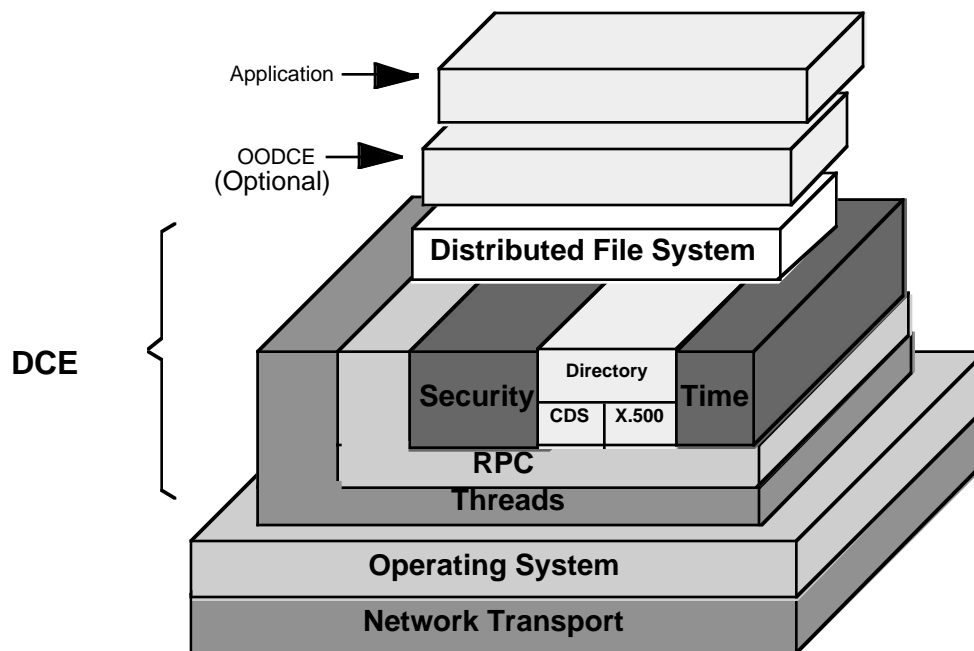 Application
OODCE
(Optional)
Distributed File System
DCE
Directory
Security
Time
CDS
X.500
RPC
Threads
Operating System
Network Transport